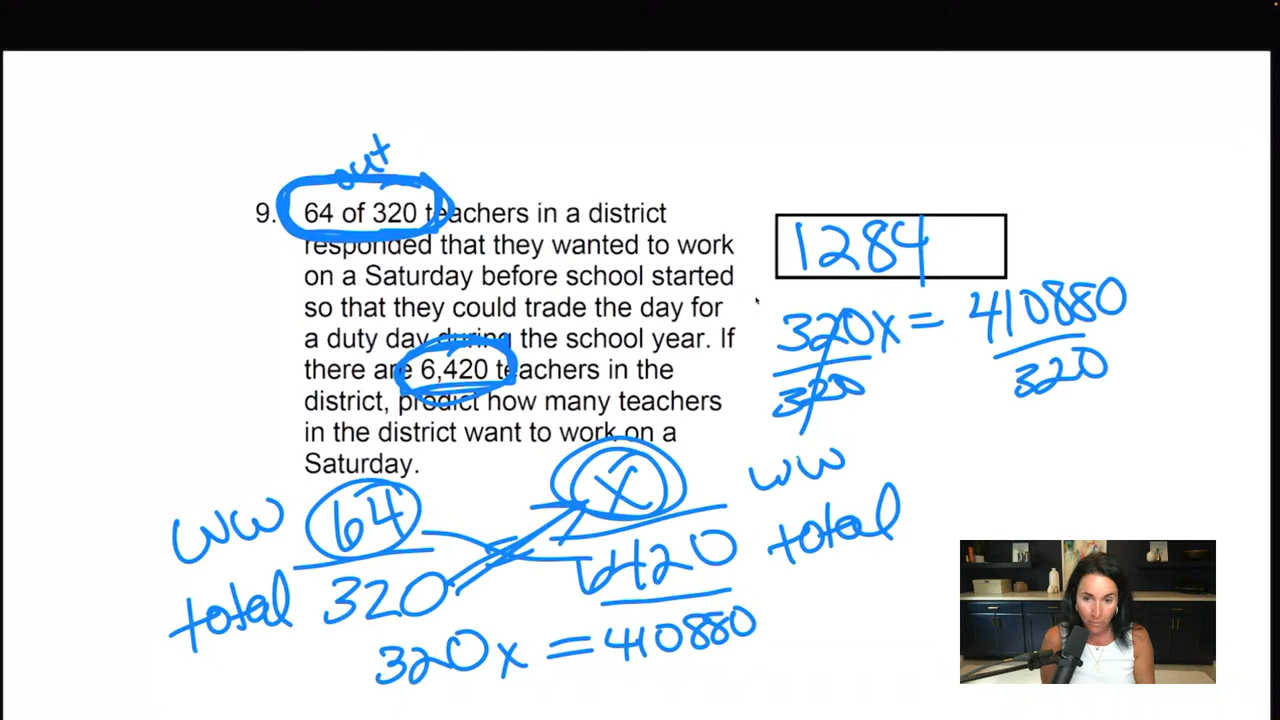 out
9. 64 of 320 teachers in a district
responded that they wanted to work
on a Saturday before school started
so that they could trade the day for
a duty day during the school year. If
there are 6,420 teachers in the
district, predict how many teachers
in the district want to work on a
Saturday.
1284
320x = 410880
320 320
ww 64 x ww
total 320 6420 total
320x = 410880